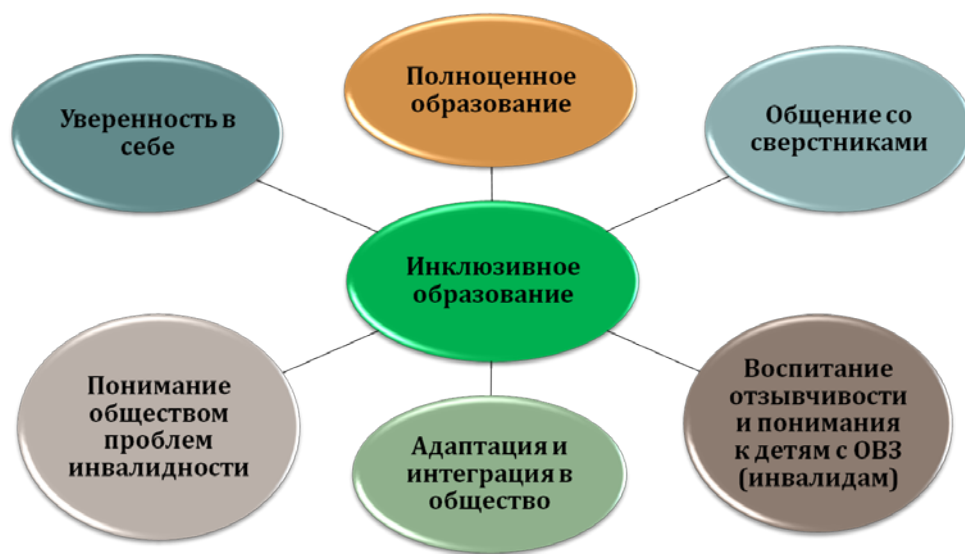 Полноценное
образование
Уверенность в
себе
Общение со
сверстниками
Инклюзивное
образование
Понимание
обществом
проблем
инвалидности
Адаптация и
интеграция в
общество
Воспитание
отзывчивости
и понимания
к детям с ОВЗ
(инвалидам)